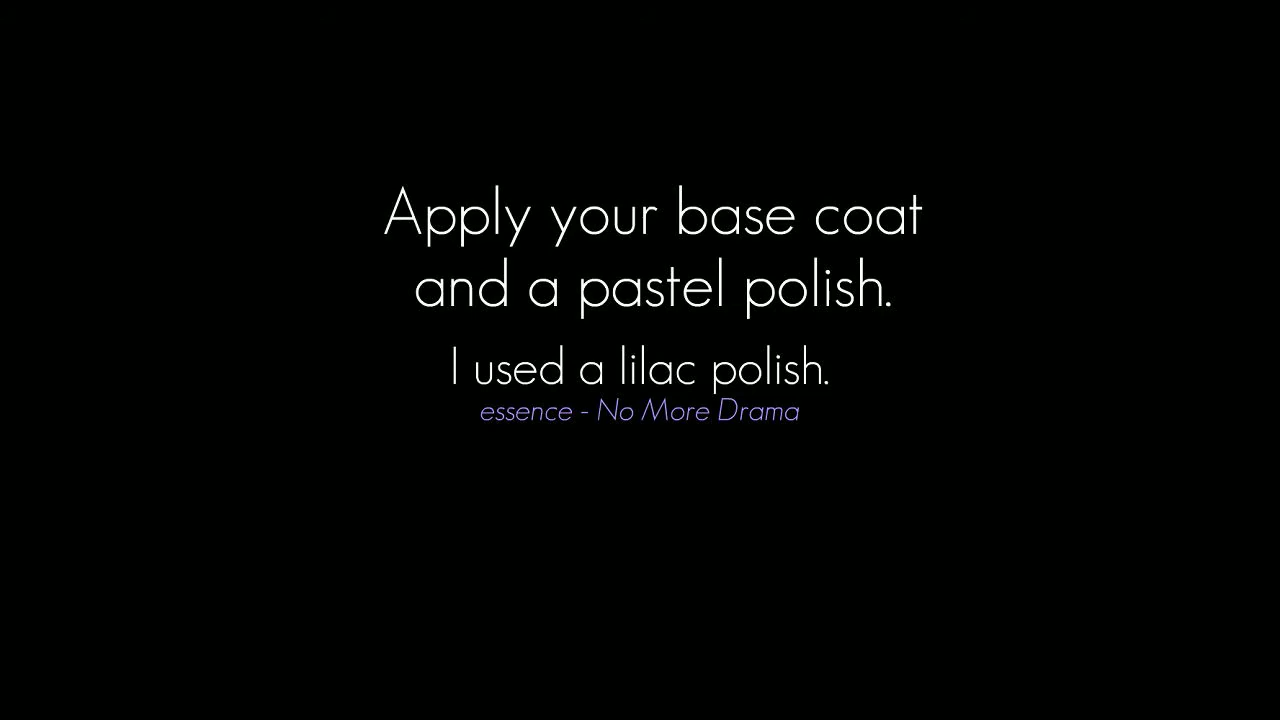 Apply your base coat
and a pastel polish.
I used a lilac polish.
essence - No More Drama